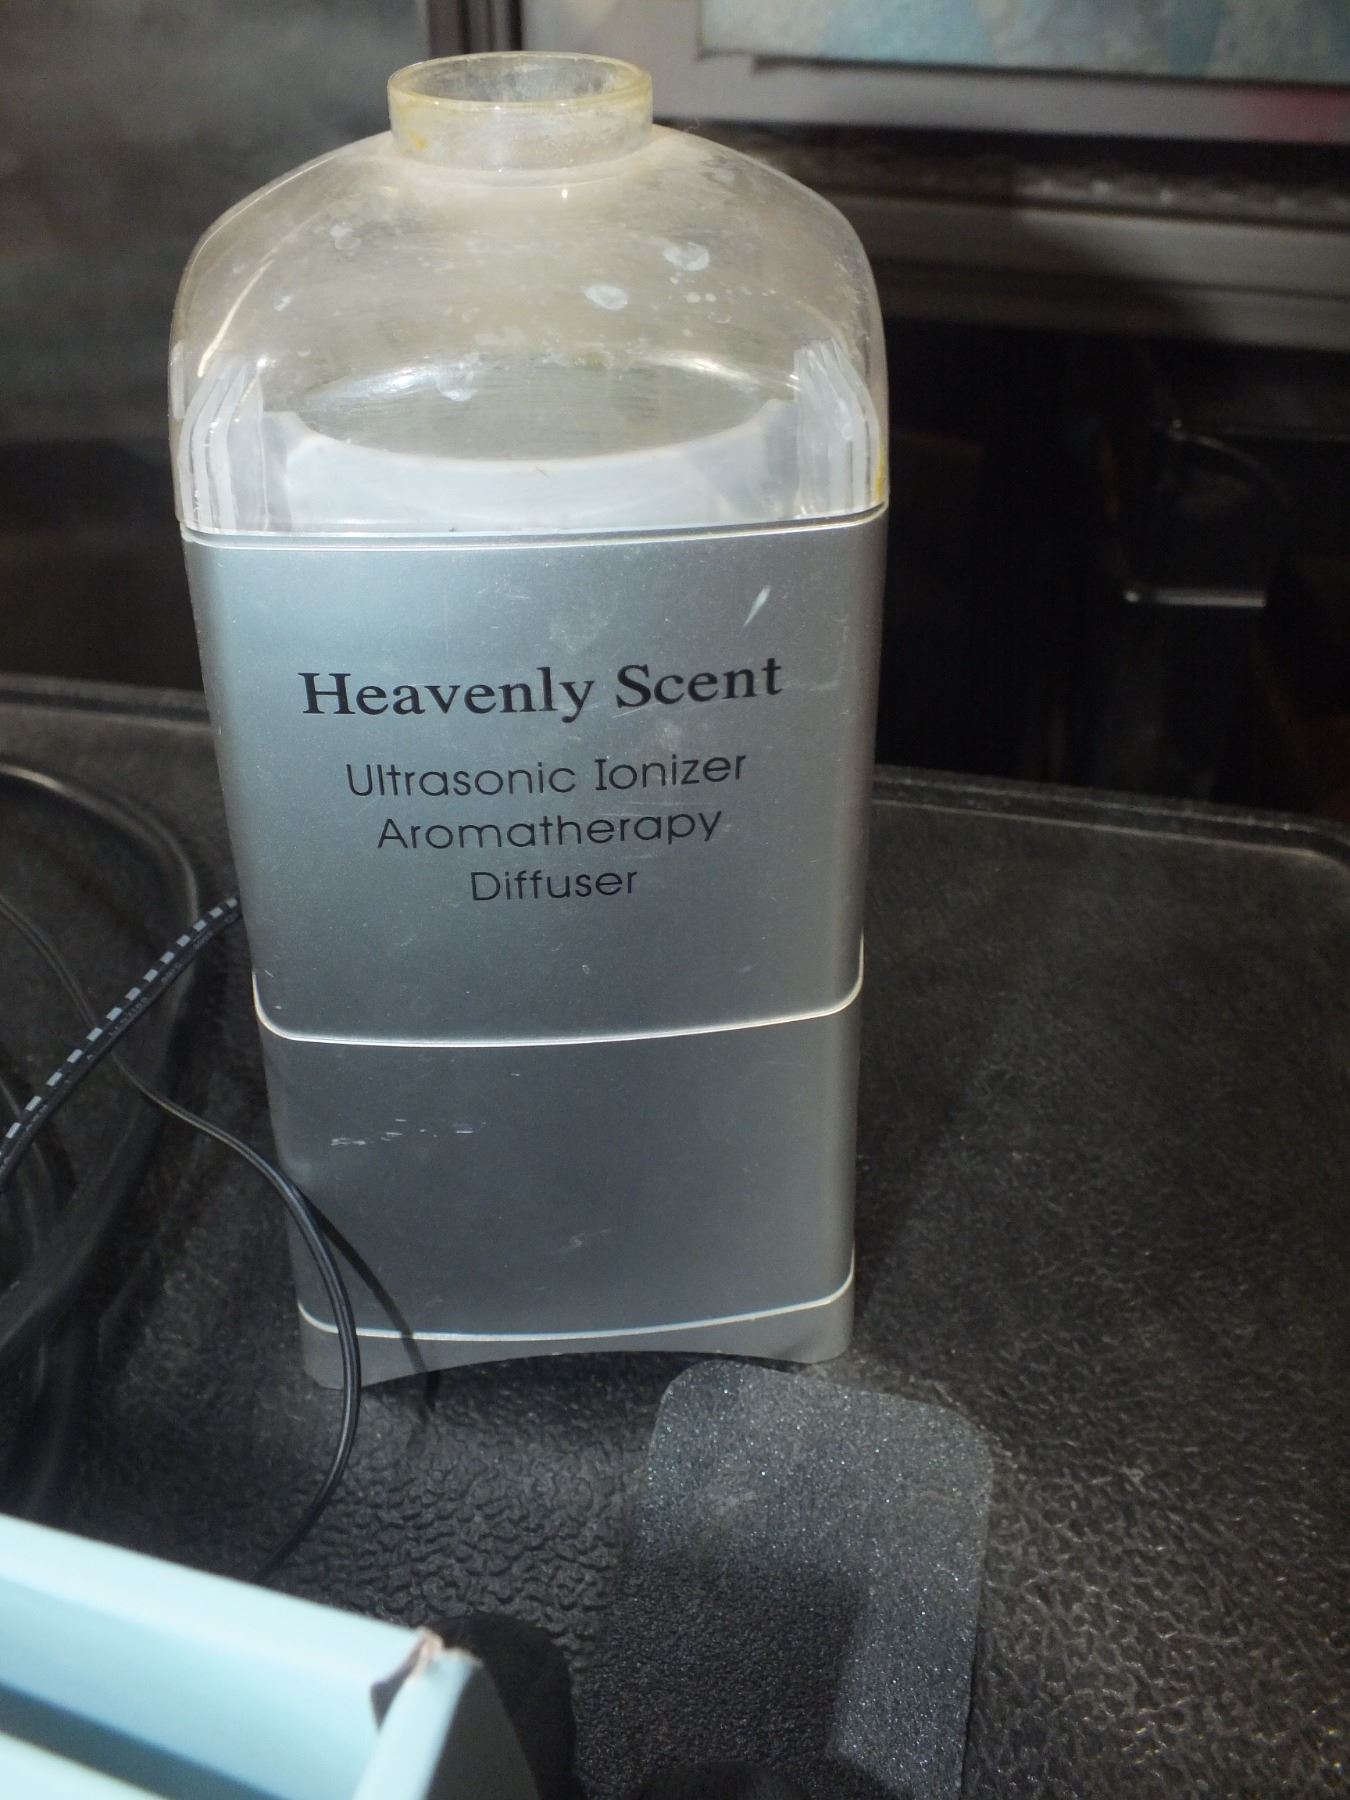 Heavenly Scent
Ultrasonic Ionizer
Aromatherapy
Diffuser